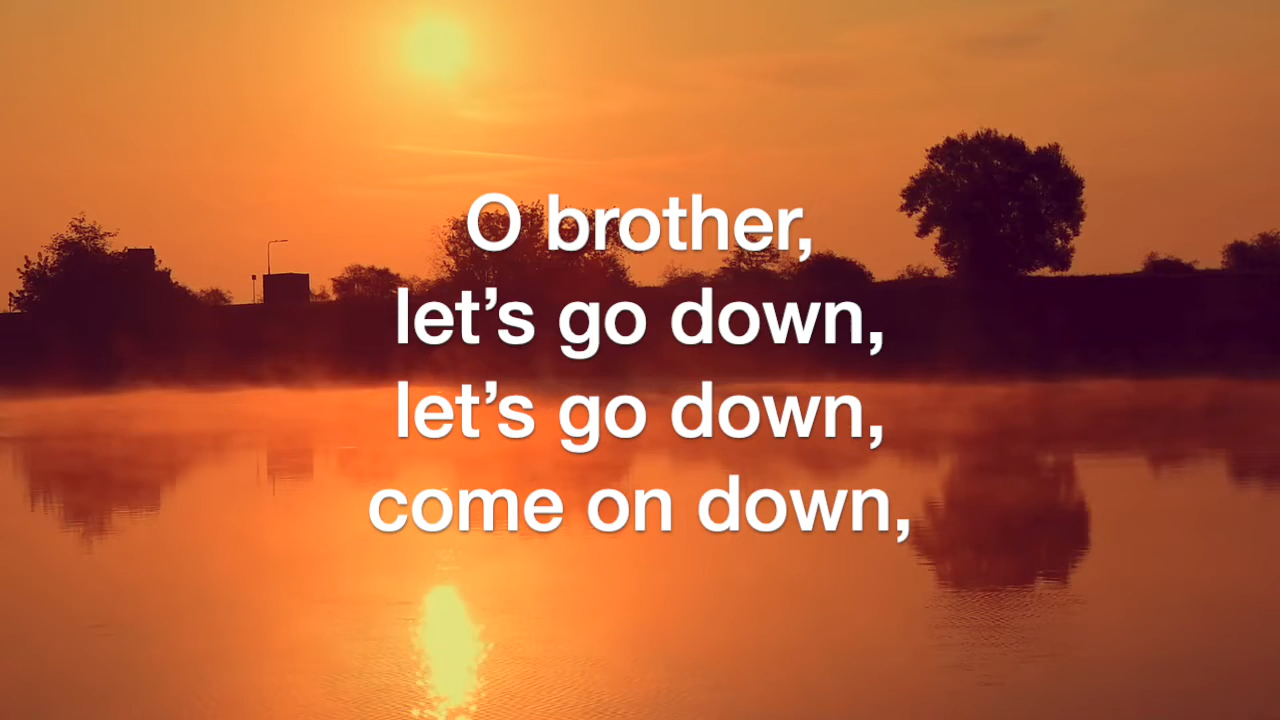 O brother,
let’s go down,
let’s go down,
come on down,